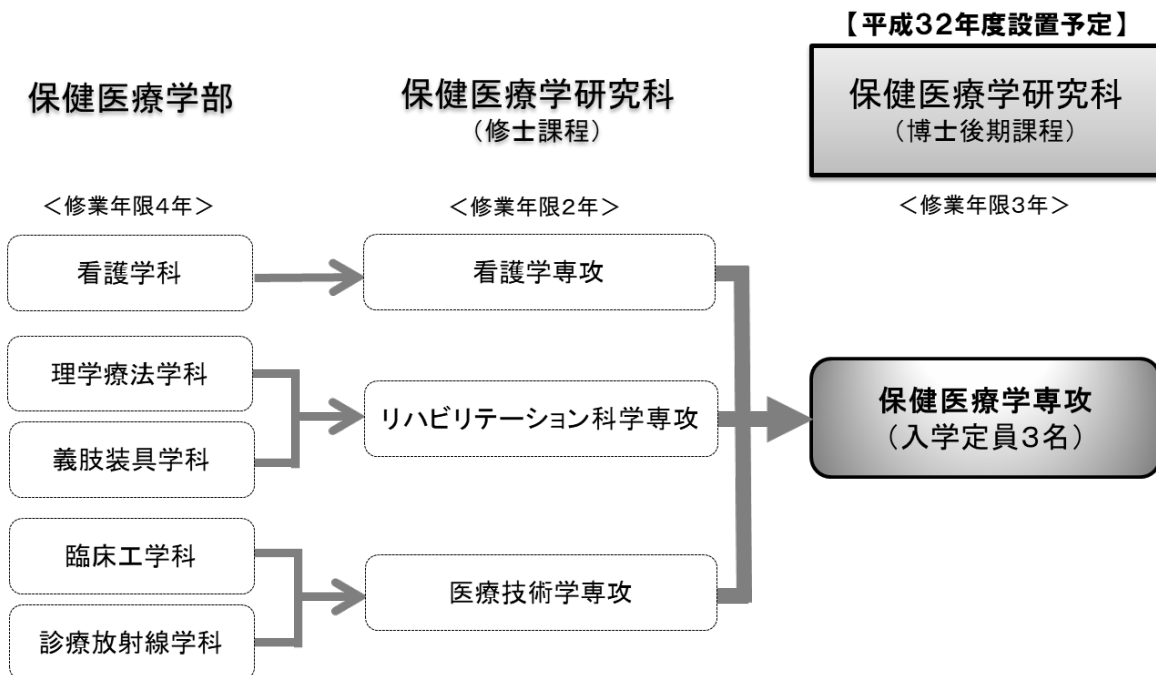 【平成32年度設置予定】
保健医療学部
保健医療学研究科
（修士課程）
保健医療学研究科
（博士後期課程）
＜修業年限4年＞
＜修業年限2年＞
＜修業年限3年＞
看護学科
看護学専攻
理学療法学科
義肢装具学科
リハビリテーション科学専攻
保健医療学専攻
（入学定員3名）
臨床工学科
診療放射線学科
医療技術学専攻